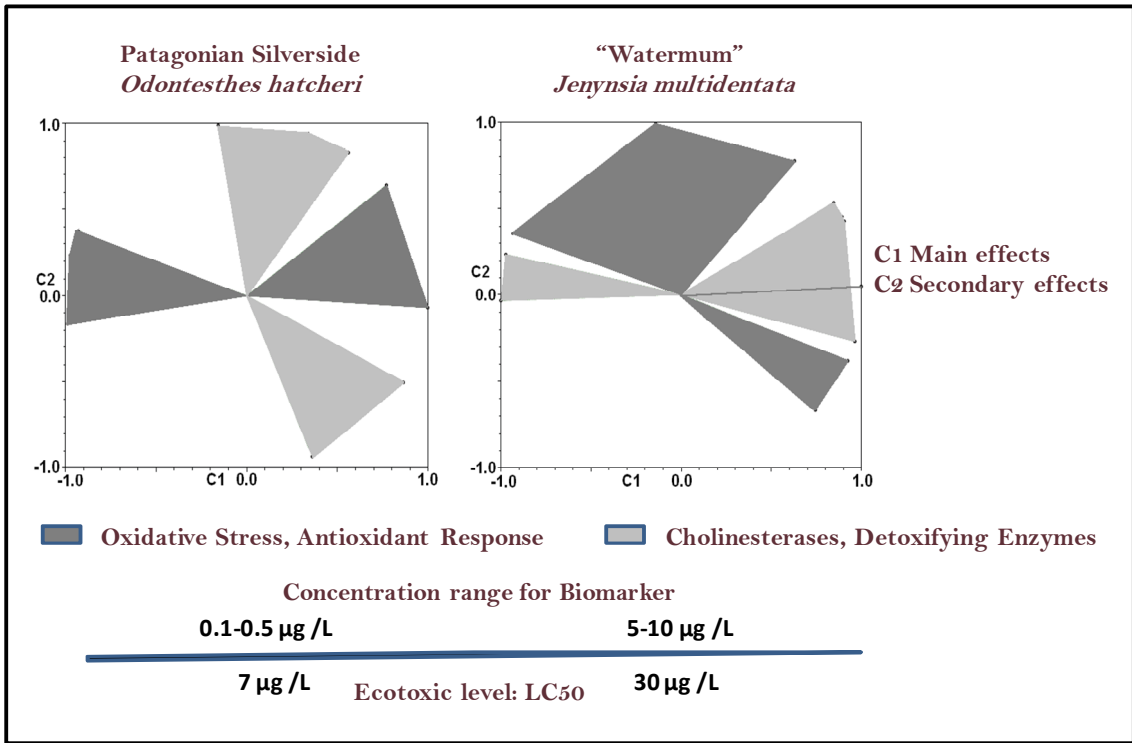 Patagonian Silverside
Odontesthes hatcheri
“Watermum”
Jenynsia multidentata
1.0
C2
0.0
-1.0
-1.0
C1
0.0
1.0
1.0
C2
0.0
-1.0
-1.0
C1
0.0
1.0
C1 Main effects
C2 Secondary effects
Oxidative Stress, Antioxidant Response
Cholinesterases, Detoxifying Enzymes
Concentration range for Biomarker
0.1-0.5 µg /L
5-10 µg /L
7 µg /L
Ecotoxic level: LC50
30 µg /L